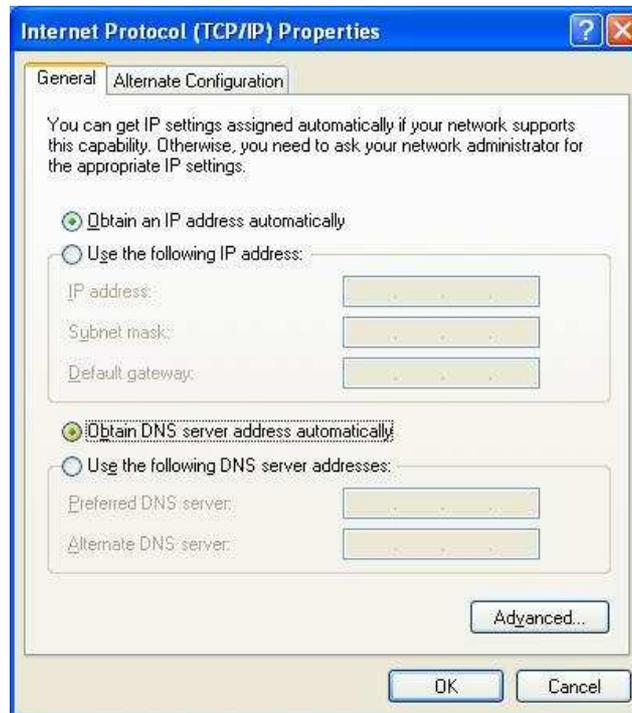 Internet Protocol (TCP/IP) Properties
General
Alternate Configuration
You can get IP settings assigned automatically if your network supports
this capability. Otherwise, you need to ask your network administrator for
the appropriate IP settings.
Obtain an IP address automatically
Use the following IP address:
IP address:
Subnet mask:
Default gateway:
Obtain DNS server address automatically
Use the following DNS server addresses:
Preferred DNS server:
Alternate DNS server:
Advanced...
OK
Cancel